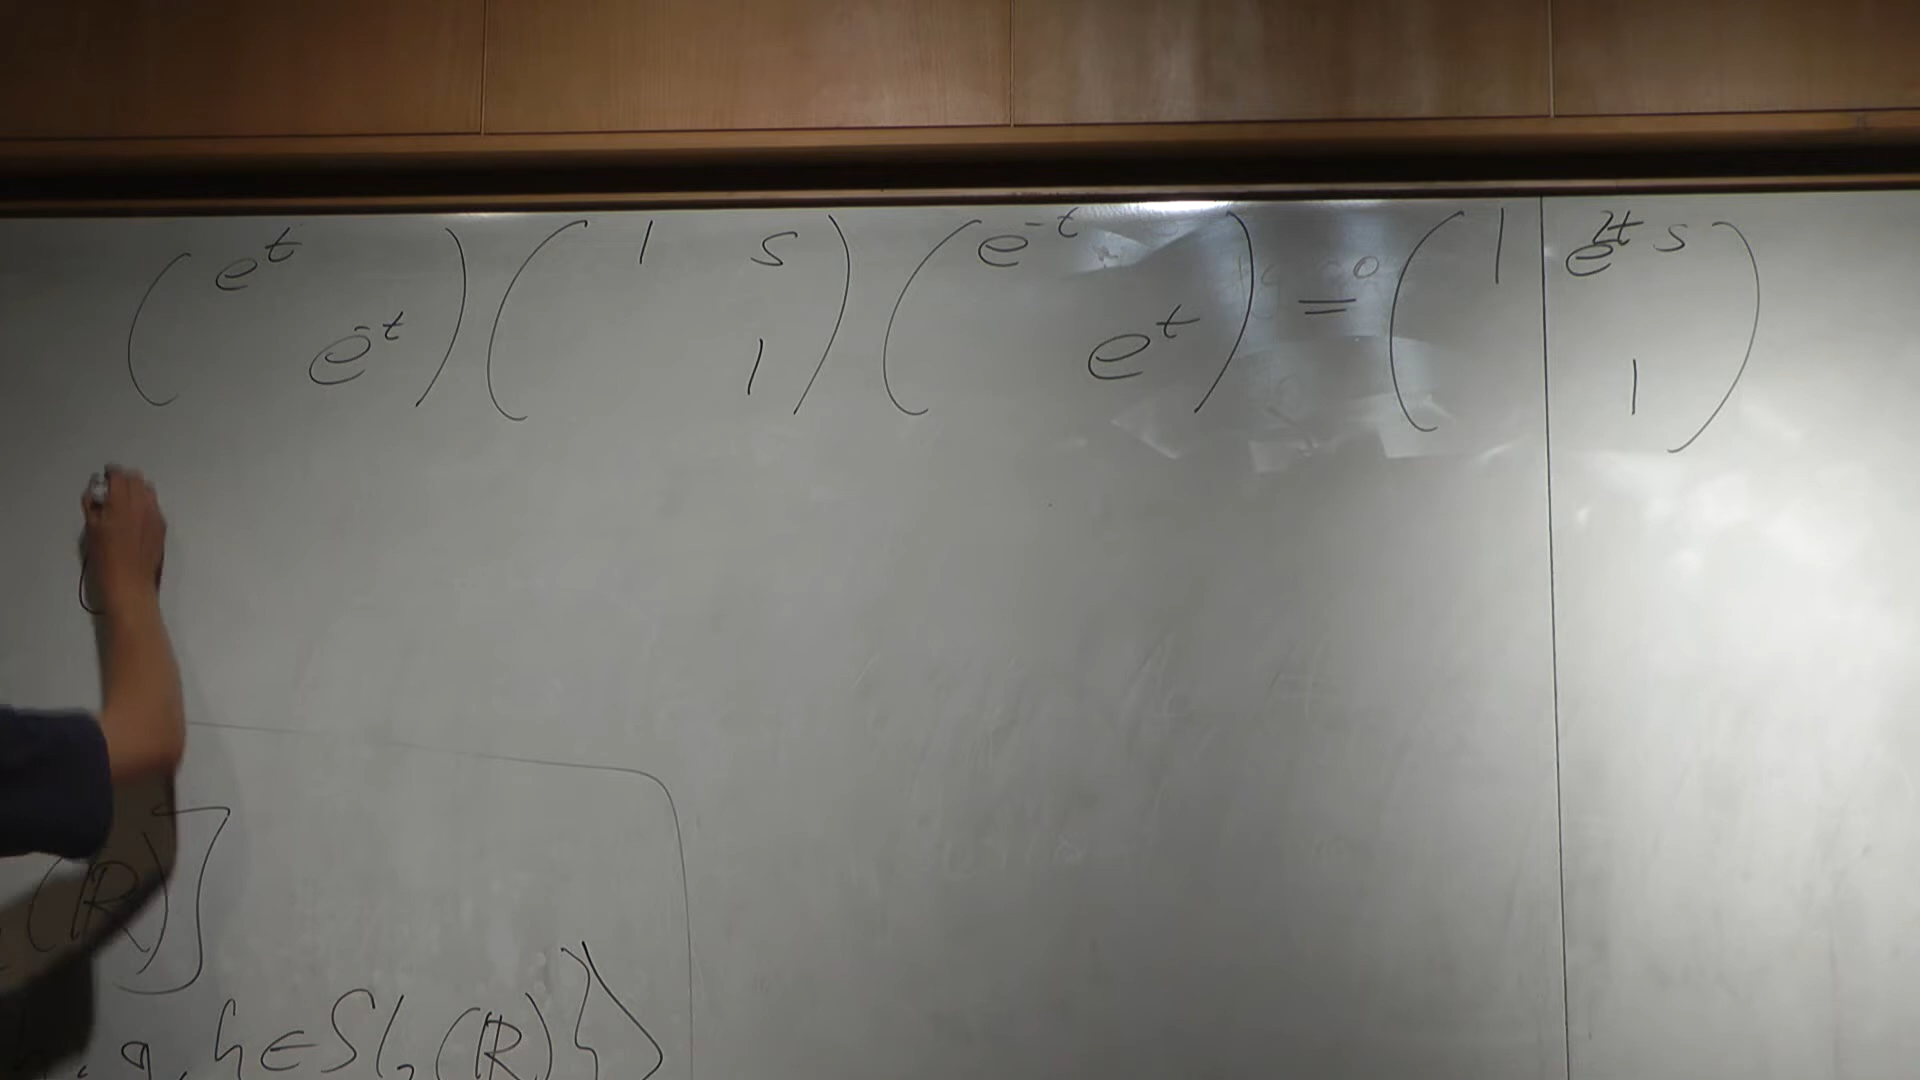 ( e^t ) ( 1 s ) ( e^{-t} ) = ( 1 e^{2t} s )
( e^{-t} ) ( 1 ) ( e^t ) ( 1 )
(ℝ)]
g, h ∈ Sl₂(ℝ)}⟩